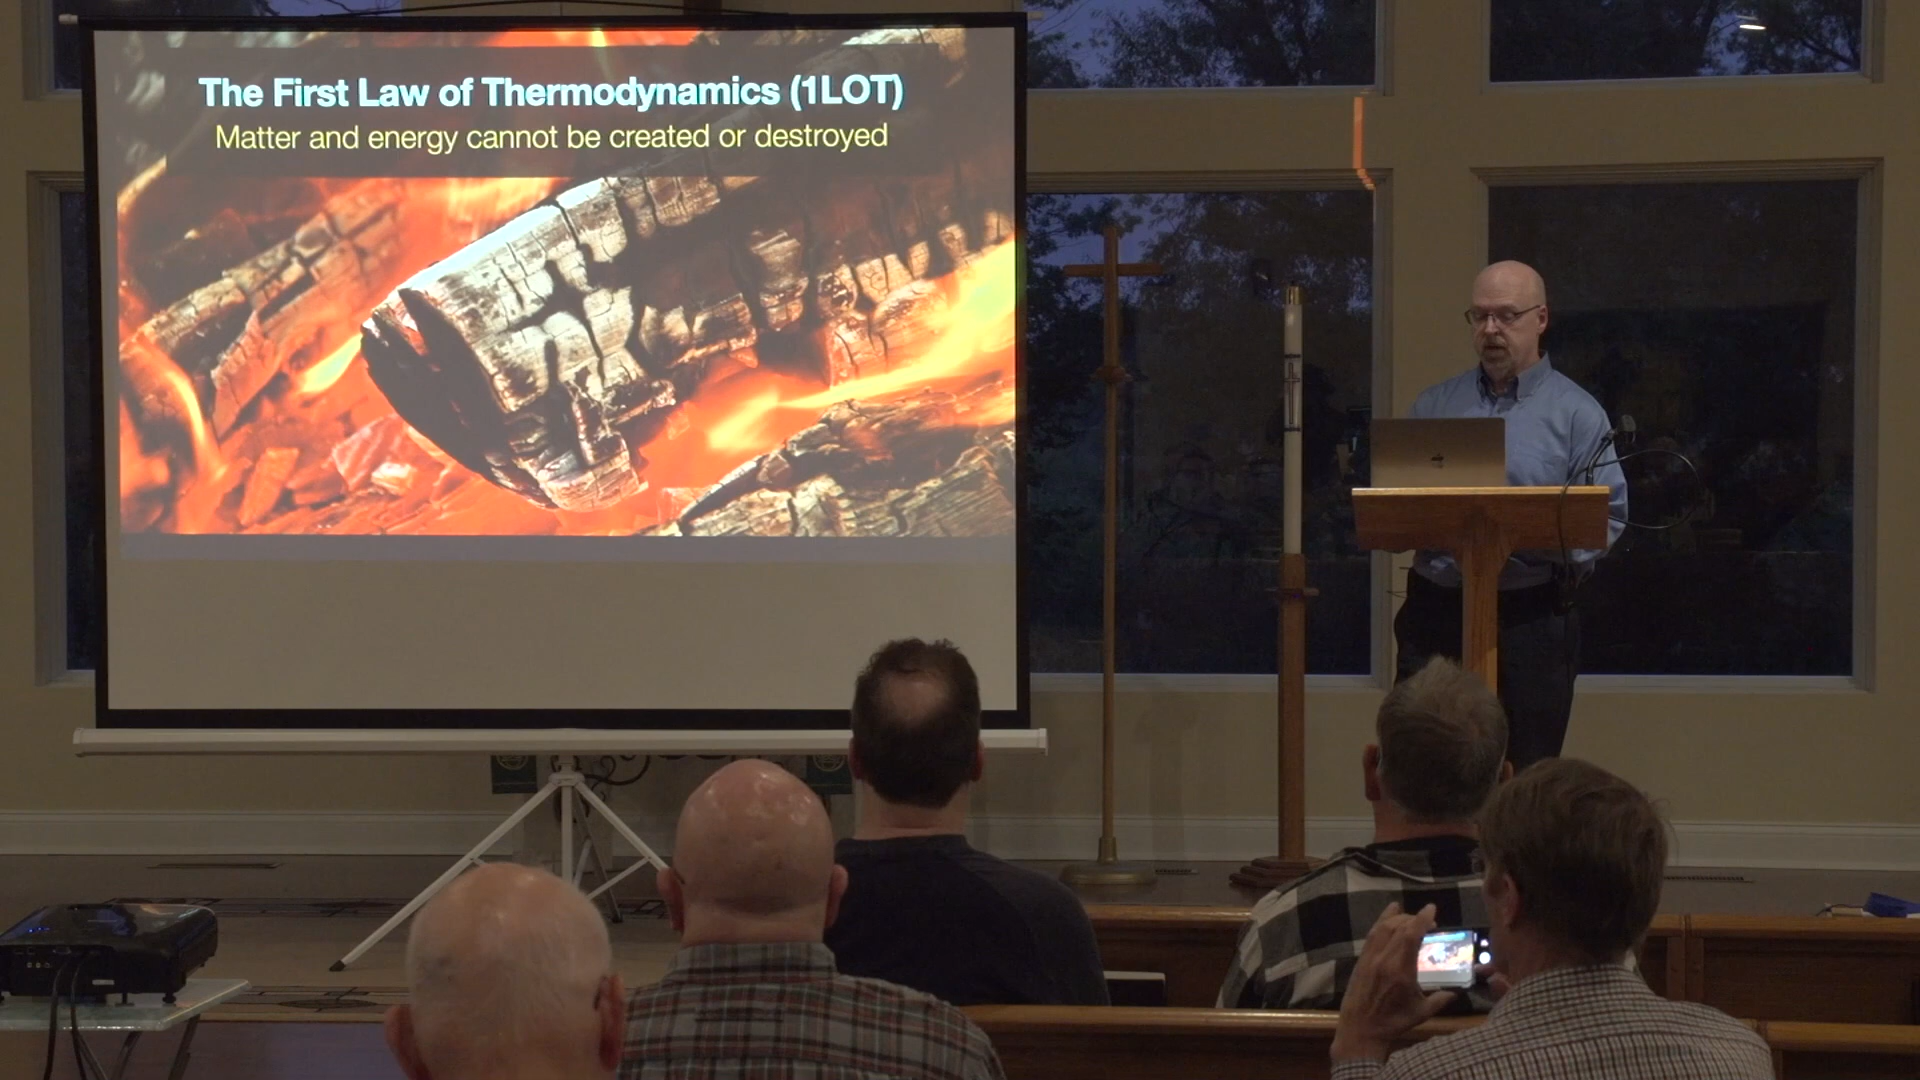 The First Law of Thermodynamics (1LOT)
Matter and energy cannot be created or destroyed